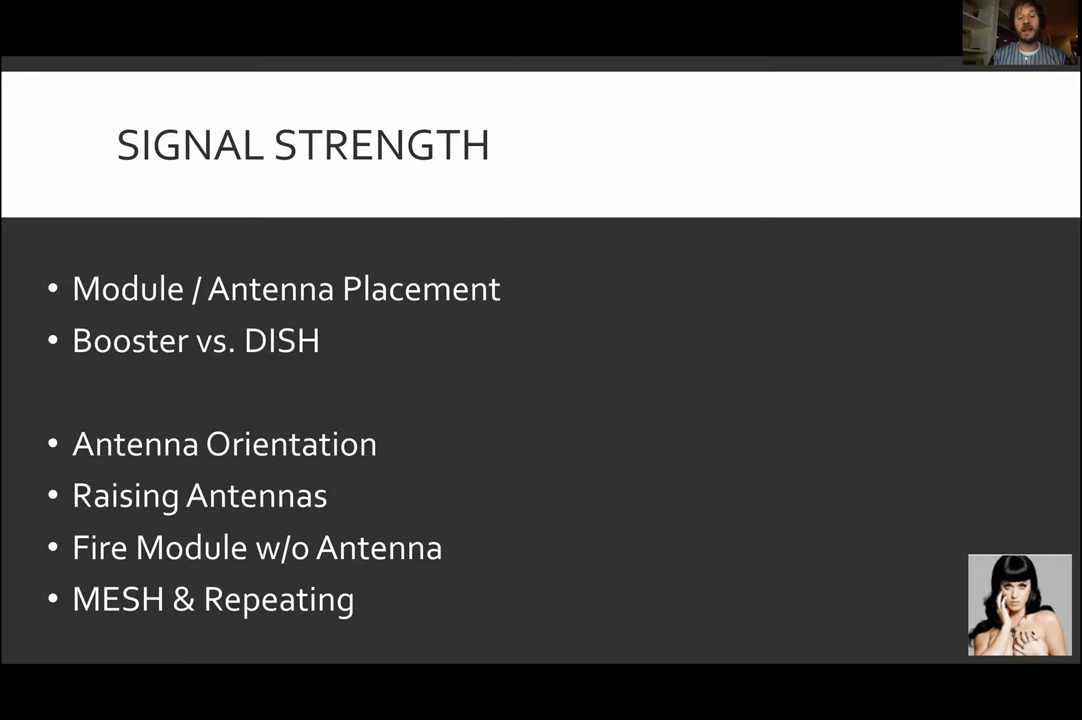 SIGNAL STRENGTH
• Module / Antenna Placement
• Booster vs. DISH
• Antenna Orientation
• Raising Antennas
• Fire Module w/o Antenna
• MESH & Repeating